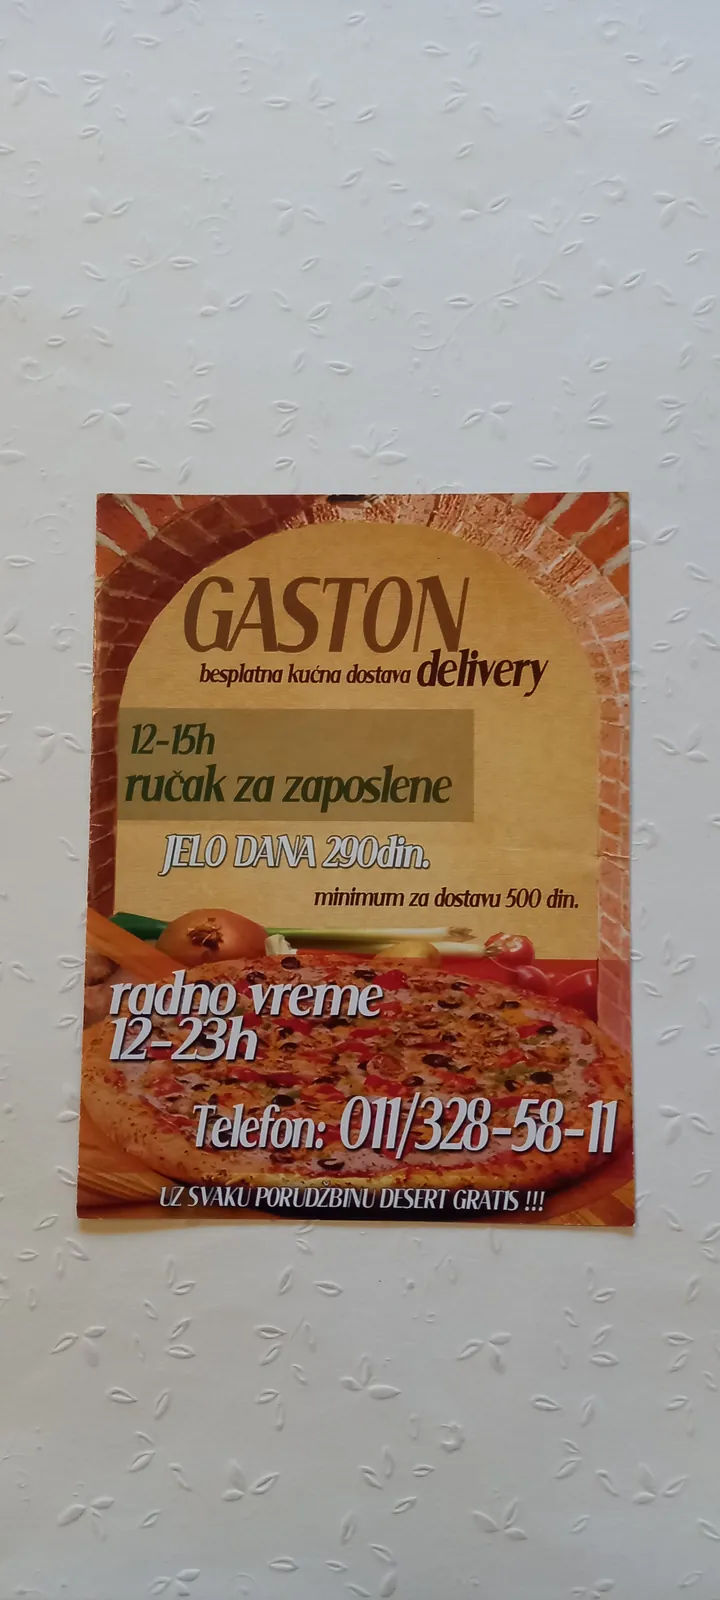 GASTON
besplatna kućna dostava delivery
12-15h
ručak za zaposlene
JELO DANA 290din.
minimum za dostavu 500 din.
radno vreme
12-23h
Telefon: 011/328-58-11
UZ SVAKU PORUDŽBINU DESERT GRATIS !!!